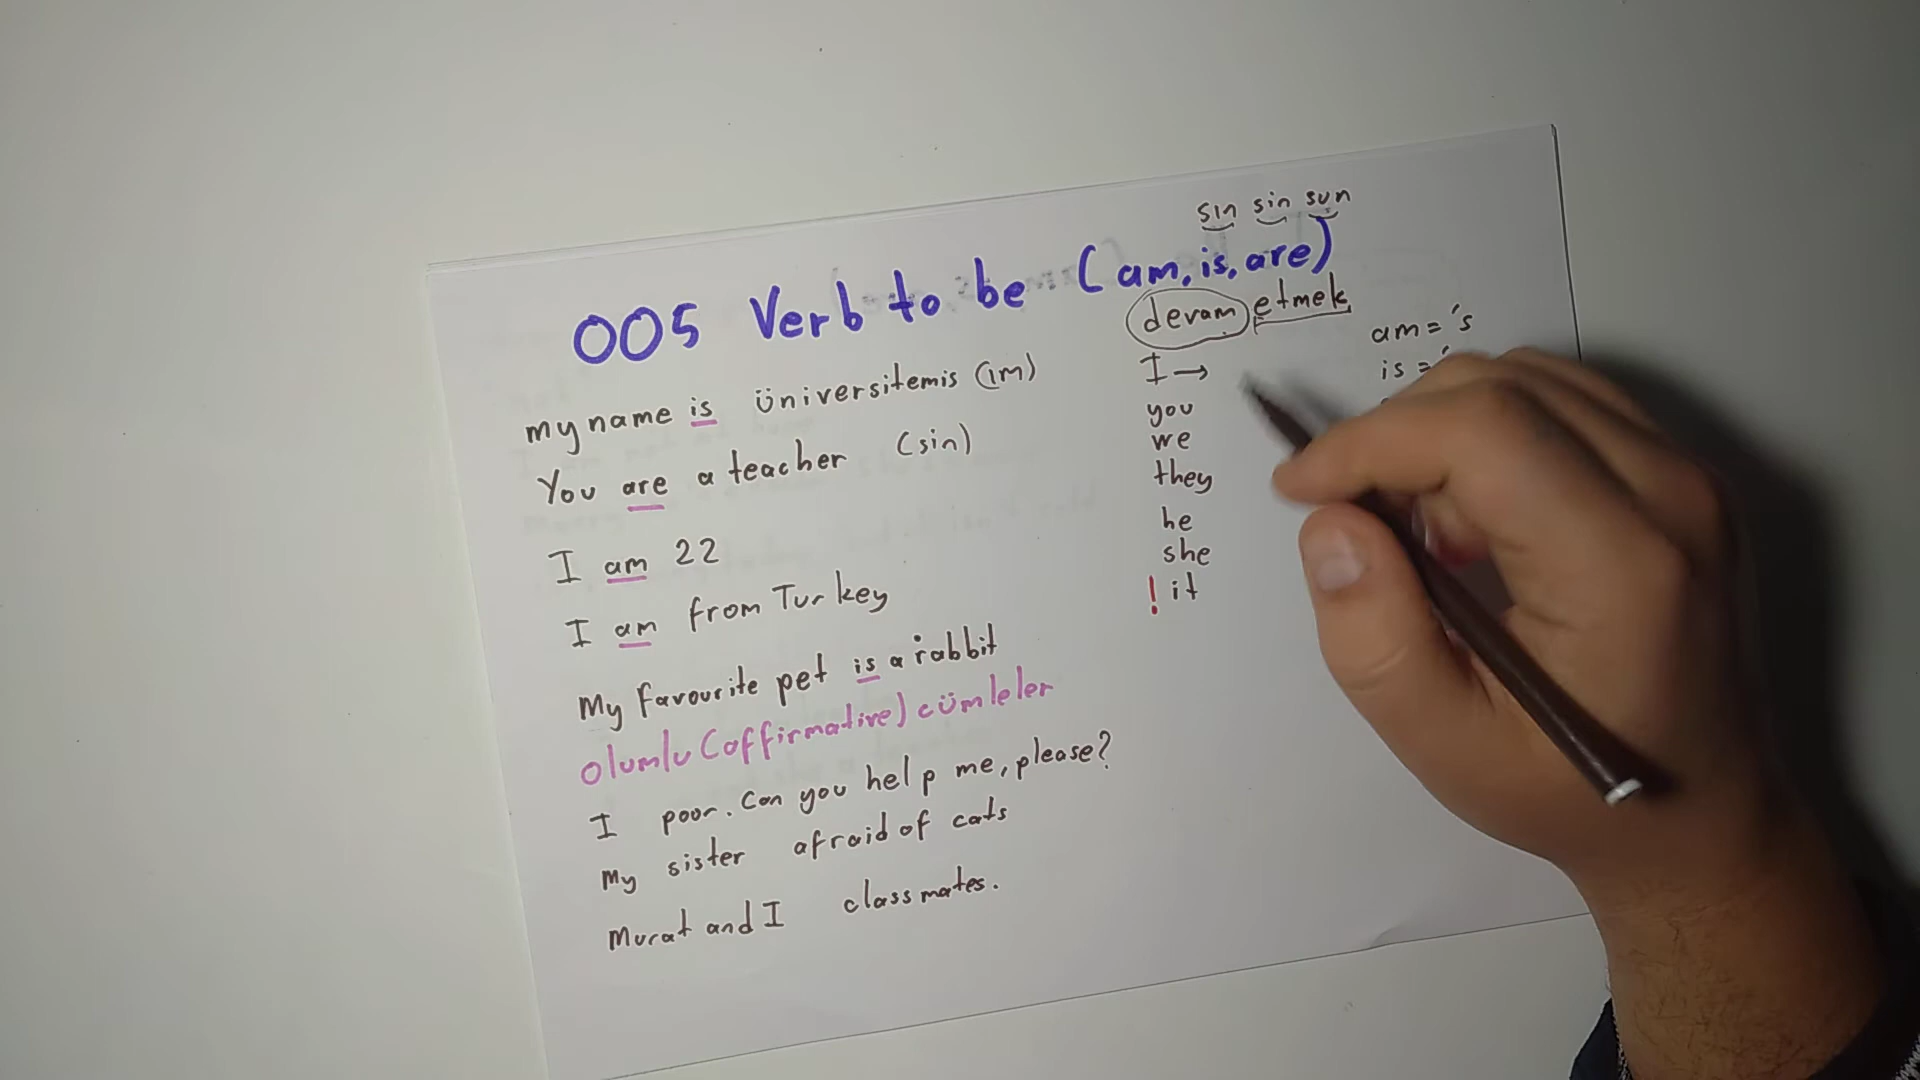 sın sin sun
005 Verb to be (am, is, are)
devam etmek
my name is üniversitemis (im)
You are a teacher (sin)
I am 22
I am from Turkey
My favourite pet is a rabbit
olumlu (affirmative) cümleler
I poor. Can you help me, please?
My sister afraid of cats
Murat and I classmates.
I →
you
we
they
he
she
! it
am = 's
is = '